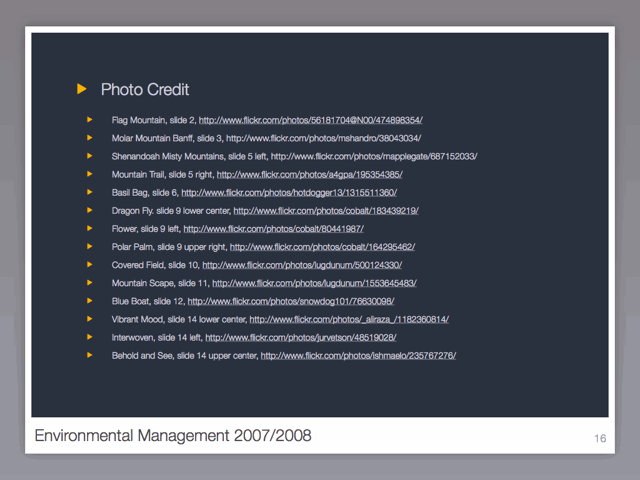 Photo Credit
Flag Mountain, slide 2, http://www.flickr.com/photos/56181704@N00/474898354/
Molar Mountain Banff, slide 3, http://www.flickr.com/photos/mshandro/38043034/
Shenandoah Misty Mountains, slide 5 left, http://www.flickr.com/photos/mapplegate/687152033/
Mountain Trail, slide 5 right, http://www.flickr.com/photos/a4gpa/195354385/
Basil Bag, slide 6, http://www.flickr.com/photos/hotdogger13/1315511360/
Dragon Fly. slide 9 lower center, http://www.flickr.com/photos/cobalt/183439219/
Flower, slide 9 left, http://www.flickr.com/photos/cobalt/80441987/
Polar Palm, slide 9 upper right, http://www.flickr.com/photos/cobalt/164295462/
Covered Field, slide 10, http://www.flickr.com/photos/lugdunum/500124330/
Mountain Scape, slide 11, http://www.flickr.com/photos/lugdunum/1553645483/
Blue Boat, slide 12, http://www.flickr.com/photos/snowdog101/76630098/
Vibrant Mood, slide 14 lower center, http://www.flickr.com/photos/_aliraza_/1182360814/
Interwoven, slide 14 left, http://www.flickr.com/photos/jurvetson/48519028/
Behold and See, slide 14 upper center, http://www.flickr.com/photos/ishmaelo/235767276/
Environmental Management 2007/2008
16